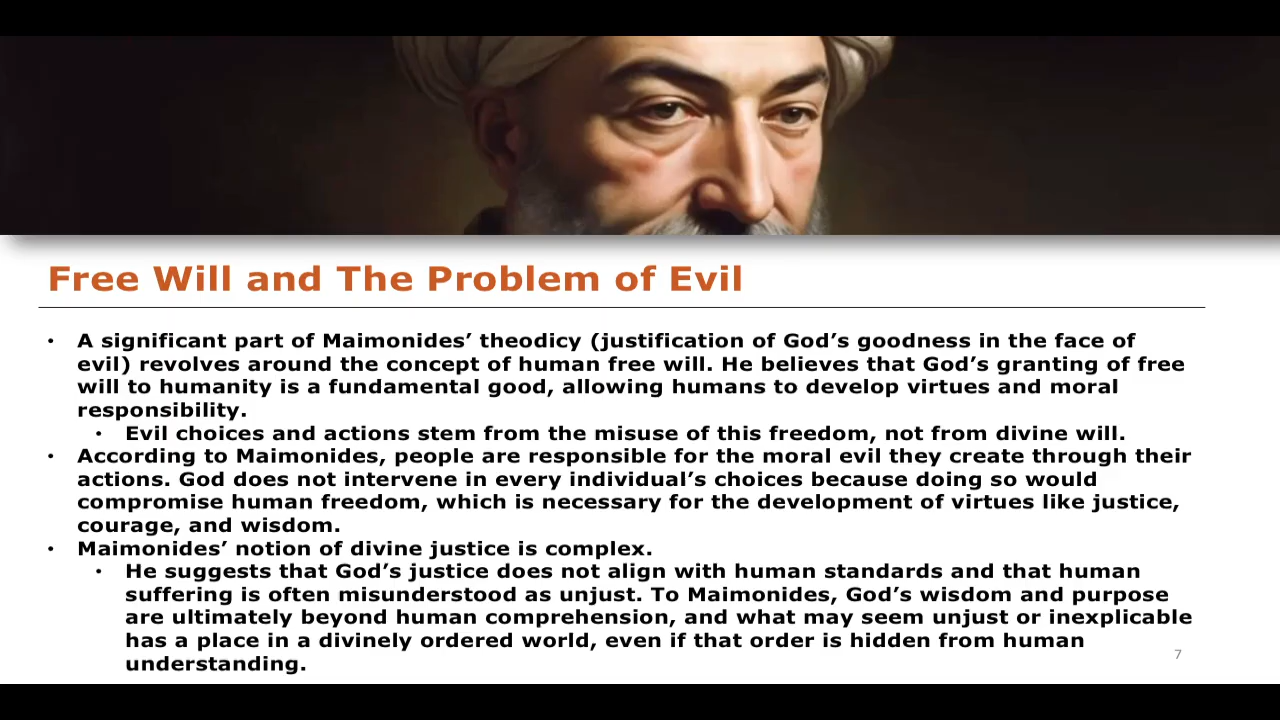 Free Will and The Problem of Evil
• A significant part of Maimonides’ theodicy (justification of God’s goodness in the face of
evil) revolves around the concept of human free will. He believes that God’s granting of free
will to humanity is a fundamental good, allowing humans to develop virtues and moral
responsibility.
• Evil choices and actions stem from the misuse of this freedom, not from divine will.
• According to Maimonides, people are responsible for the moral evil they create through their
actions. God does not intervene in every individual’s choices because doing so would
compromise human freedom, which is necessary for the development of virtues like justice,
courage, and wisdom.
• Maimonides’ notion of divine justice is complex.
• He suggests that God’s justice does not align with human standards and that human
suffering is often misunderstood as unjust. To Maimonides, God’s wisdom and purpose
are ultimately beyond human comprehension, and what may seem unjust or inexplicable
has a place in a divinely ordered world, even if that order is hidden from human
understanding.
7